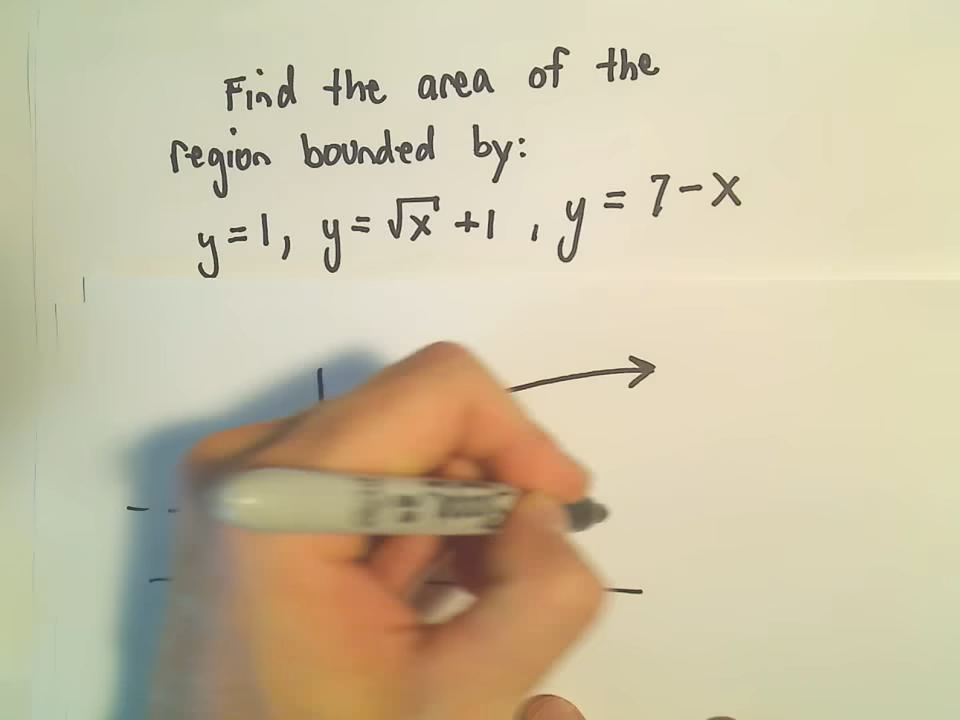 Find the area of the
region bounded by:
y=1, y=√x +1 , y = 7-x